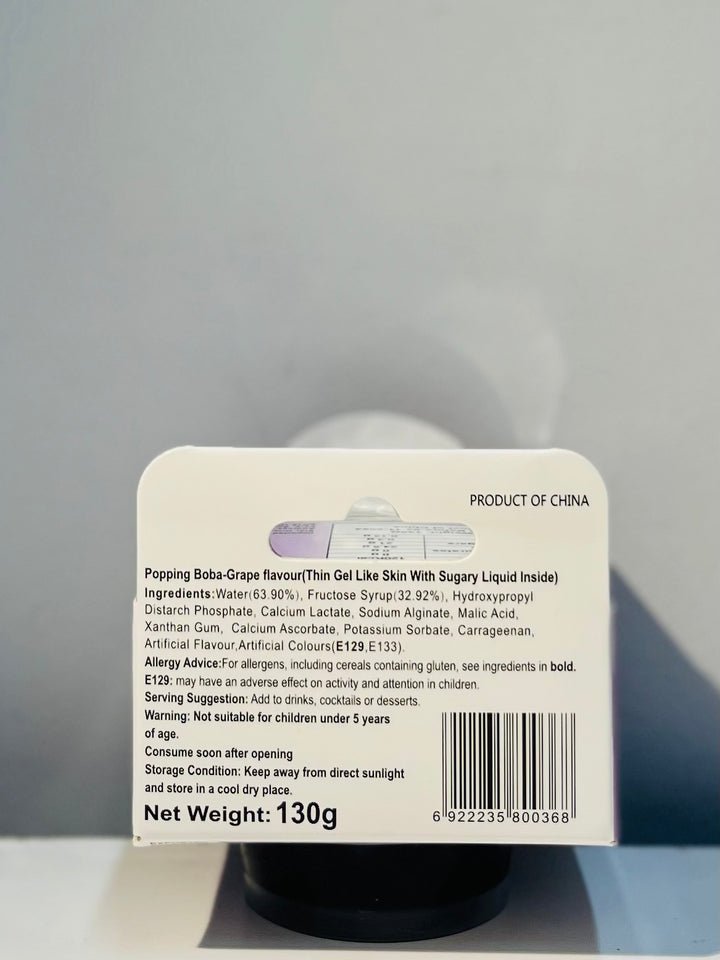 PRODUCT OF CHINA
Popping Boba-Grape flavour(Thin Gel Like Skin With Sugary Liquid Inside)
Ingredients:Water(63.90%), Fructose Syrup(32.92%), Hydroxypropyl
Distarch Phosphate, Calcium Lactate, Sodium Alginate, Malic Acid,
Xanthan Gum, Calcium Ascorbate, Potassium Sorbate, Carrageenan,
Artificial Flavour,Artificial Colours(E129,E133).
Allergy Advice:For allergens, including cereals containing gluten, see ingredients in bold.
E129: may have an adverse effect on activity and attention in children.
Serving Suggestion: Add to drinks, cocktails or desserts.
Warning: Not suitable for children under 5 years
of age.
Consume soon after opening
Storage Condition: Keep away from direct sunlight
and store in a cool dry place.
Net Weight: 130g
6 922235 800368